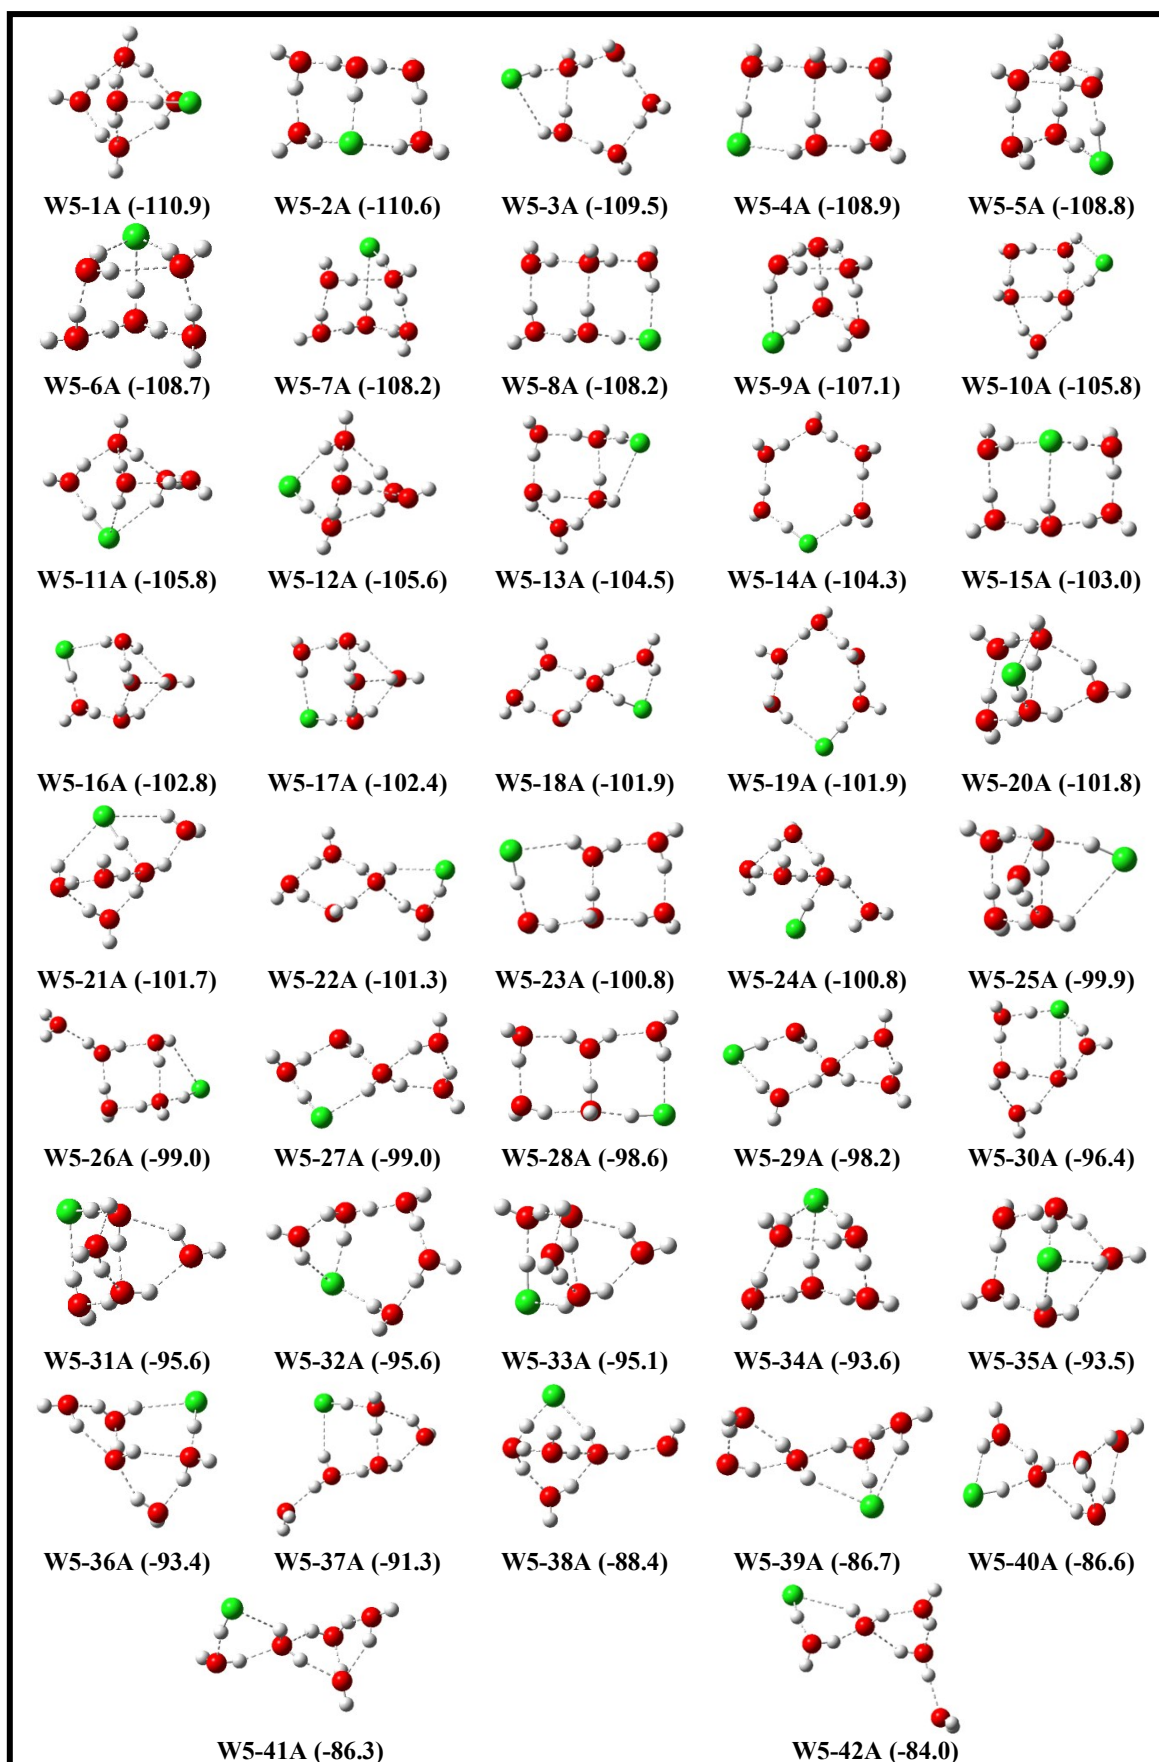 W5-1A (-110.9) W5-2A (-110.6) W5-3A (-109.5) W5-4A (-108.9) W5-5A (-108.8)
W5-6A (-108.7) W5-7A (-108.2) W5-8A (-108.2) W5-9A (-107.1) W5-10A (-105.8)
W5-11A (-105.8) W5-12A (-105.6) W5-13A (-104.5) W5-14A (-104.3) W5-15A (-103.0)
W5-16A (-102.8) W5-17A (-102.4) W5-18A (-101.9) W5-19A (-101.9) W5-20A (-101.8)
W5-21A (-101.7) W5-22A (-101.3) W5-23A (-100.8) W5-24A (-100.8) W5-25A (-99.9)
W5-26A (-99.0) W5-27A (-99.0) W5-28A (-98.6) W5-29A (-98.2) W5-30A (-96.4)
W5-31A (-95.6) W5-32A (-95.6) W5-33A (-95.1) W5-34A (-93.6) W5-35A (-93.5)
W5-36A (-93.4) W5-37A (-91.3) W5-38A (-88.4) W5-39A (-86.7) W5-40A (-86.6)
W5-41A (-86.3) W5-42A (-84.0)